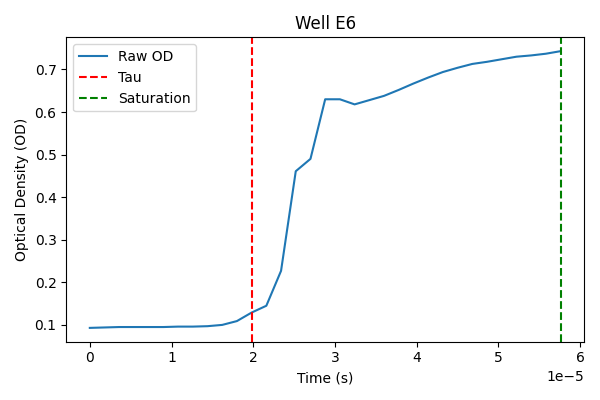 Well E6
Raw OD
Tau
Saturation
Optical Density (OD)
0.7
0.6
0.5
0.4
0.3
0.2
0.1
0 1 2 3 4 5 6
1e−5
Time (s)